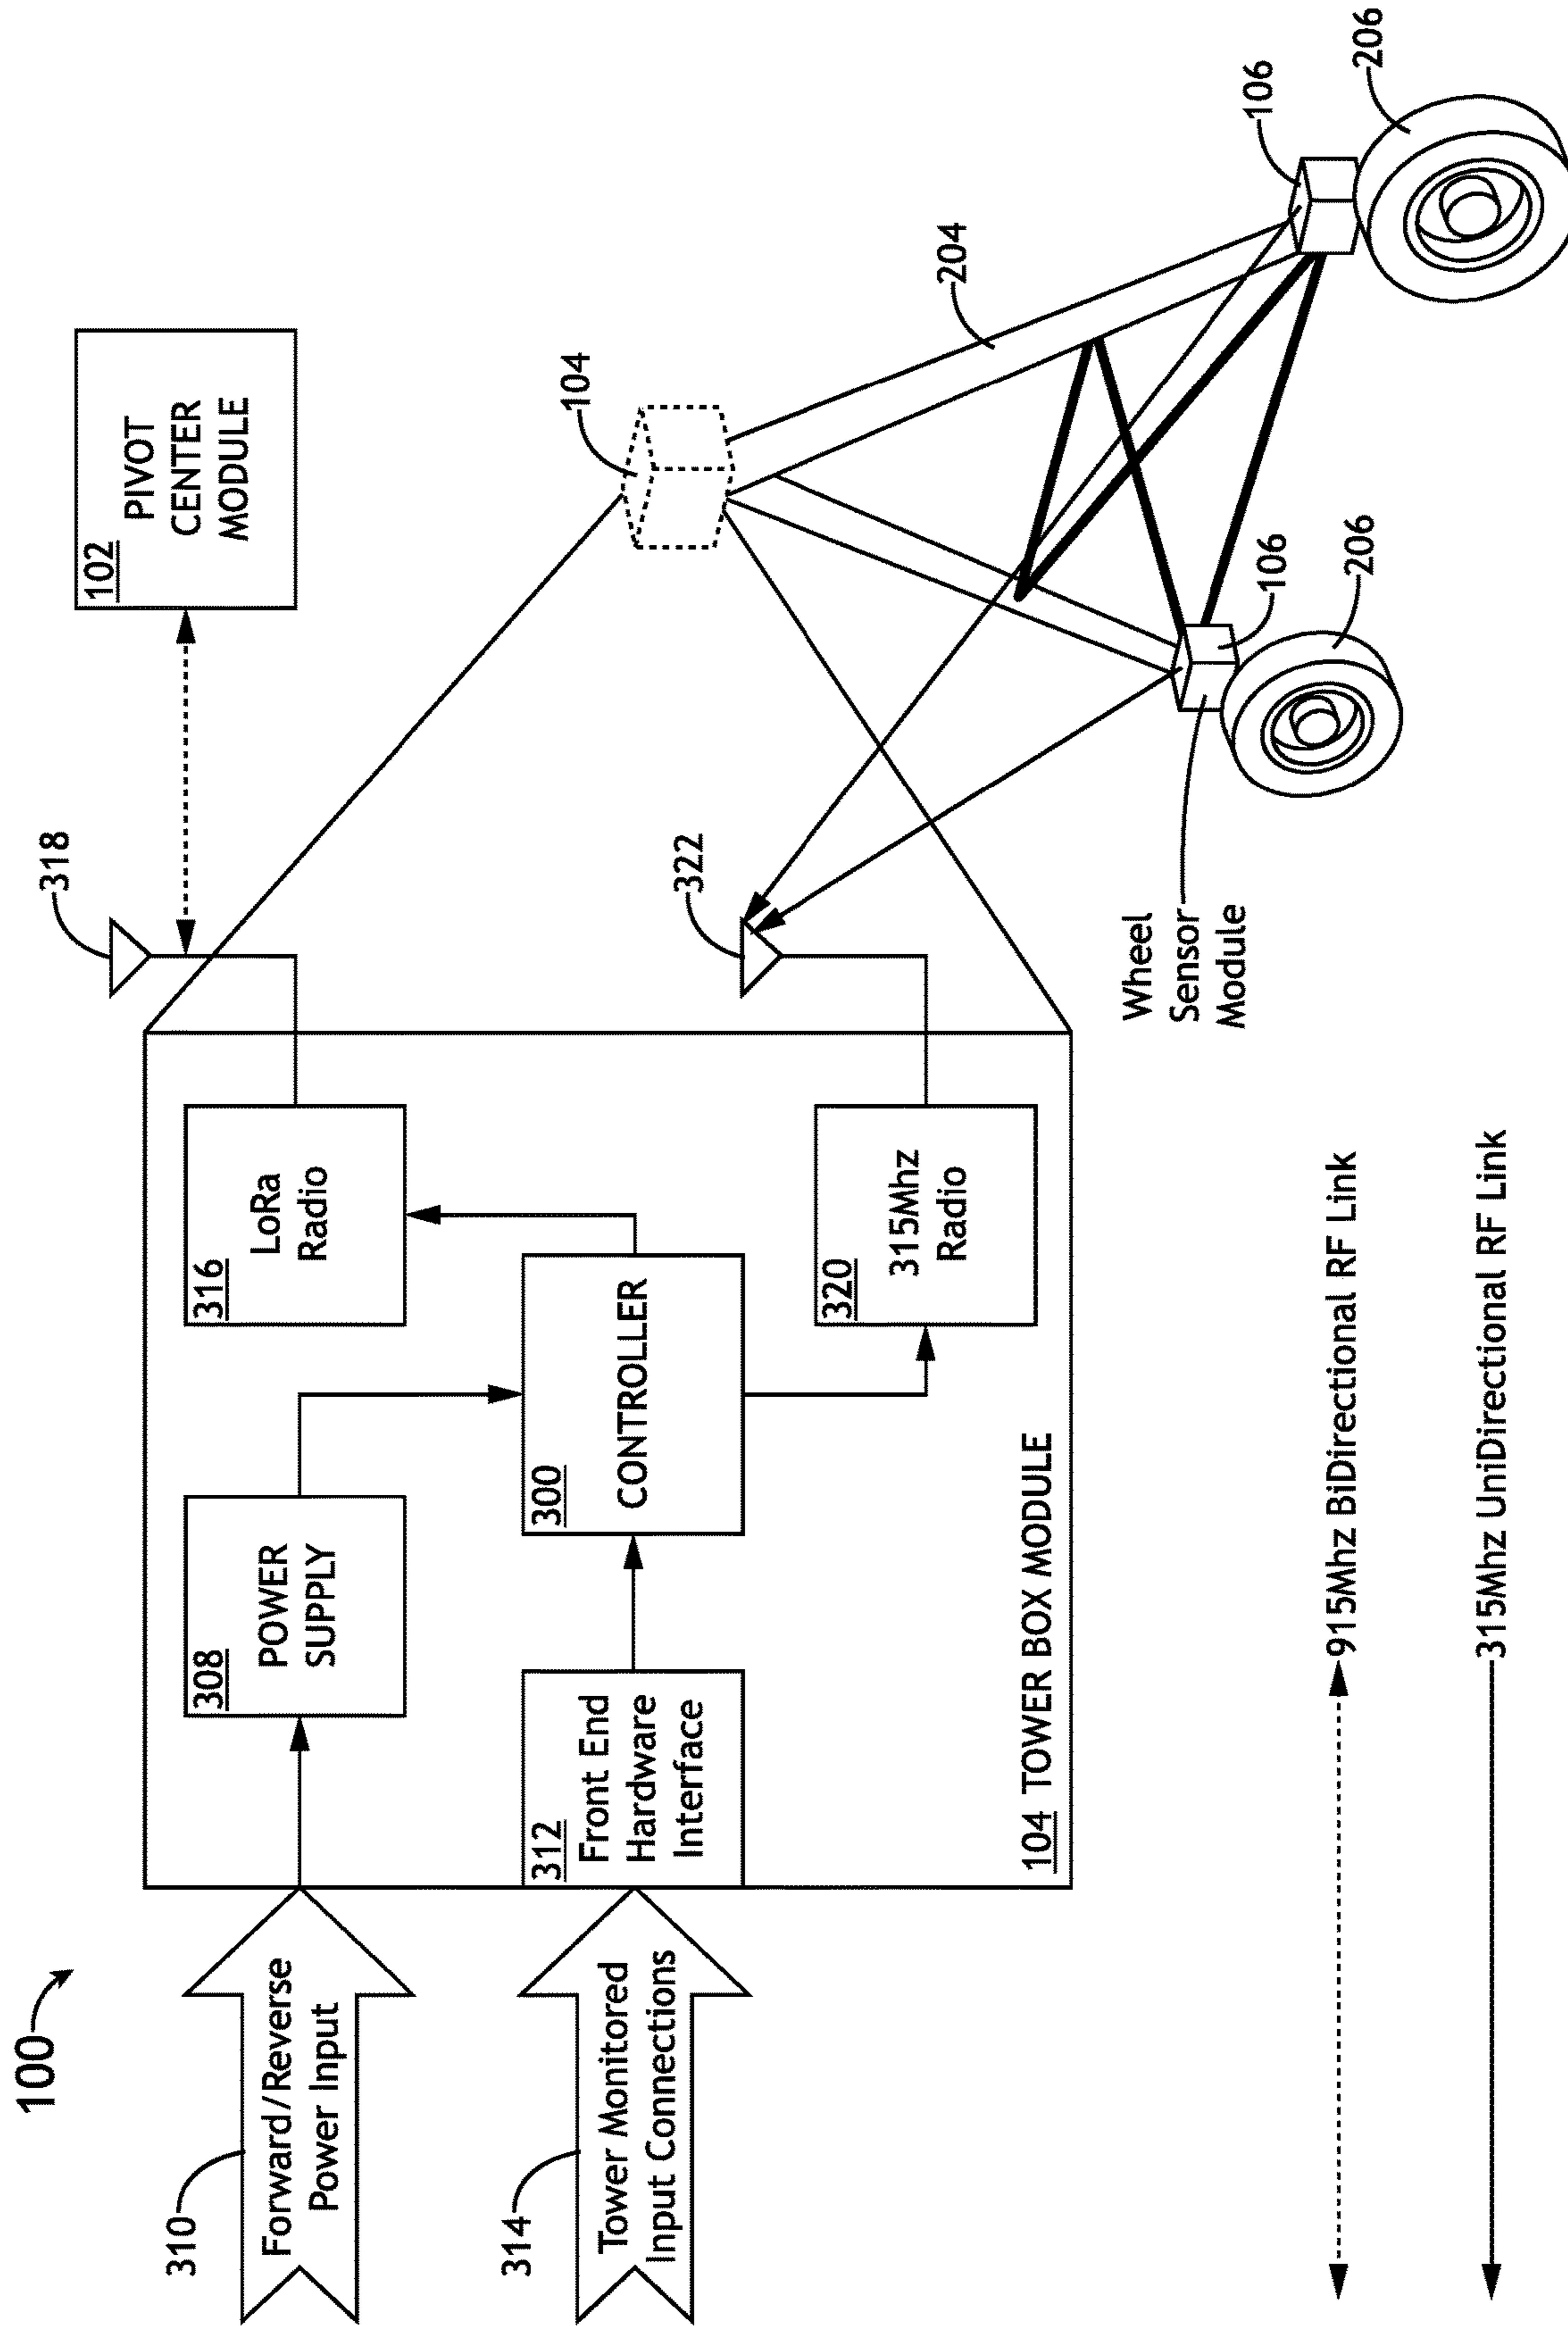 100
310
Forward/Reverse
Power Input
314
Tower Monitored
Input Connections
308
POWER
SUPPLY
312
Front End
Hardware
Interface
300
CONTROLLER
316
LoRa
Radio
320
315Mhz
Radio
104 TOWER BOX MODULE
318
322
102
PIVOT
CENTER
MODULE
104
204
106
206
106
206
Wheel
Sensor
Module
915Mhz BiDirectional RF Link
315Mhz UniDirectional RF Link